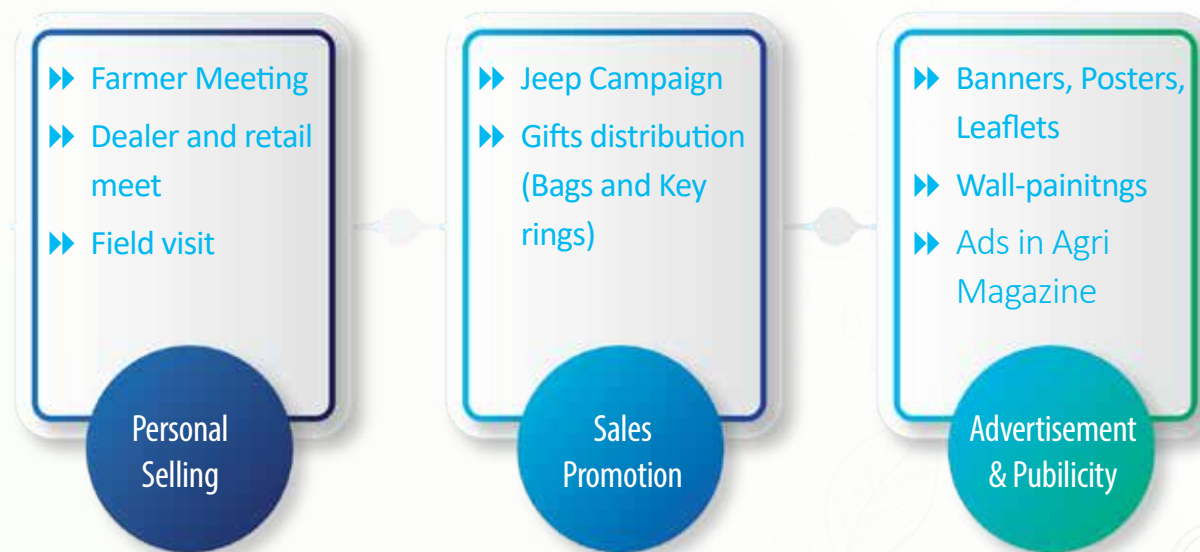 Farmer Meeting
Dealer and retail
meet
Field visit
Personal
Selling
Jeep Campaign
Gifts distribution
(Bags and Key
rings)
Sales
Promotion
Banners, Posters,
Leaflets
Wall-painitngs
Ads in Agri
Magazine
Advertisement
& Pubilicity